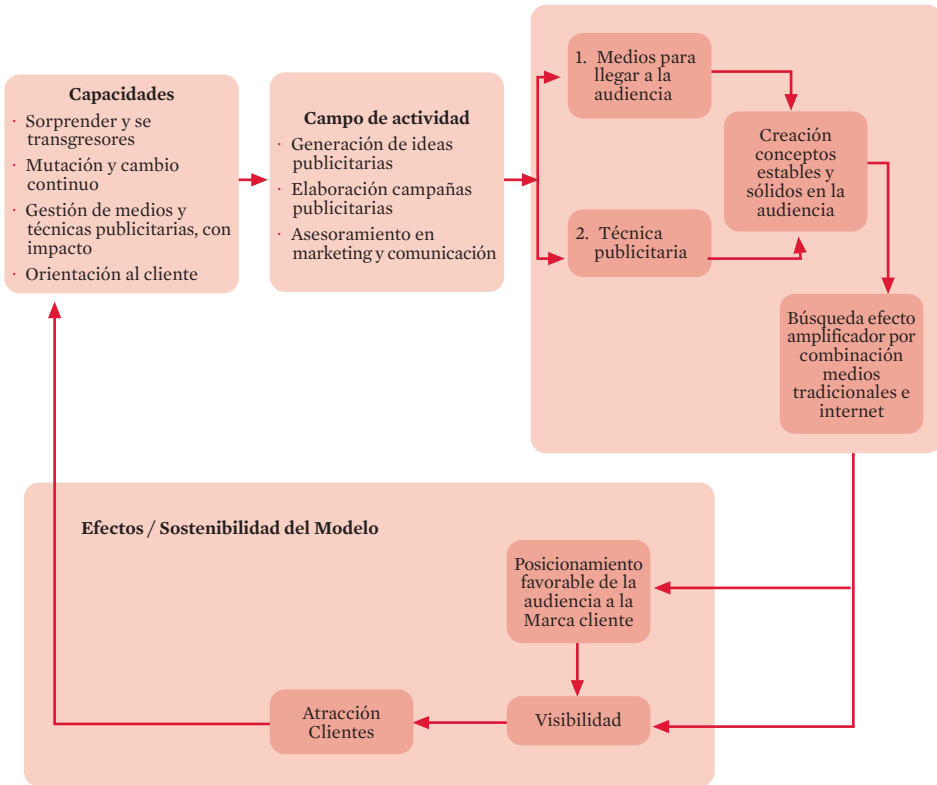 Capacidades
· Sorprender y se
transgresores
· Mutación y cambio
continuo
· Gestión de medios y
técnicas publicitarias, con
impacto
· Orientación al cliente
Campo de actividad
· Generación de ideas
publicitarias
· Elaboración campañas
publicitarias
· Asesoramiento en
marketing y comunicación
1. Medios para
llegar a la
audiencia
2. Técnica
publicitaria
Creación
conceptos
estables y
sólidos en la
audiencia
Búsqueda efecto
amplificador por
combinación
medios
tradicionales e
internet
Efectos / Sostenibilidad del Modelo
Posicionamiento
favorable de la
audiencia a la
Marca cliente
Visibilidad
Atracción
Clientes